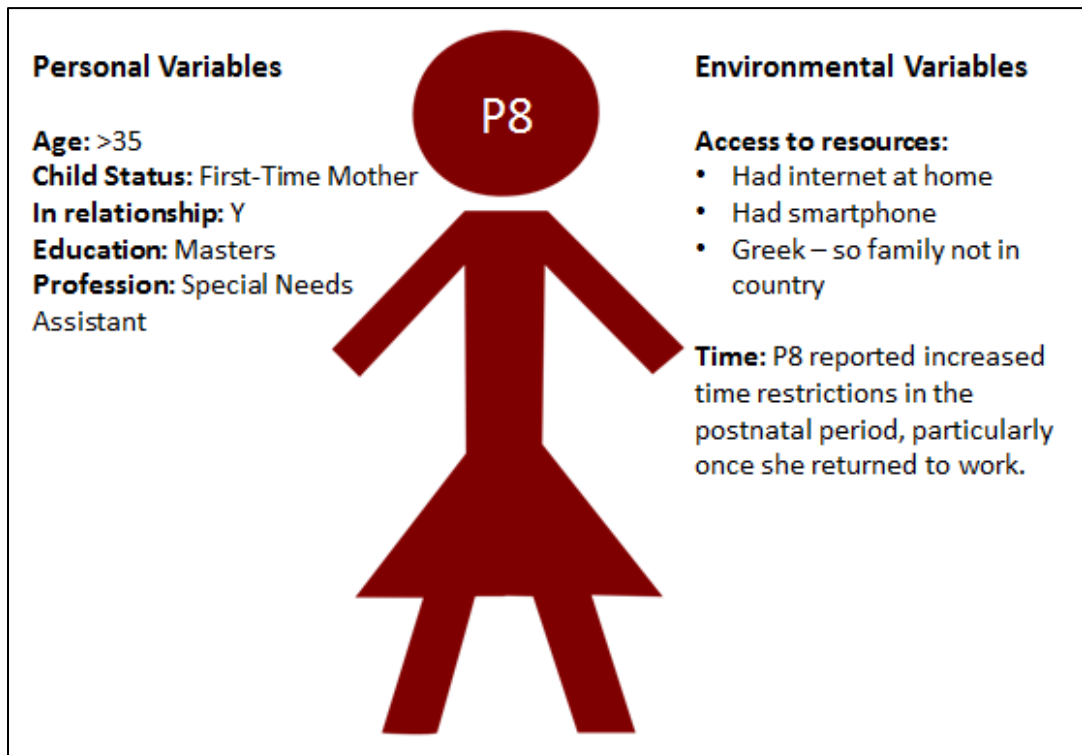 Personal Variables
Age: >35
Child Status: First-Time Mother
In relationship: Y
Education: Masters
Profession: Special Needs
Assistant
P8
Environmental Variables
Access to resources:
• Had internet at home
• Had smartphone
• Greek – so family not in
country
Time: P8 reported increased
time restrictions in the
postnatal period, particularly
once she returned to work.